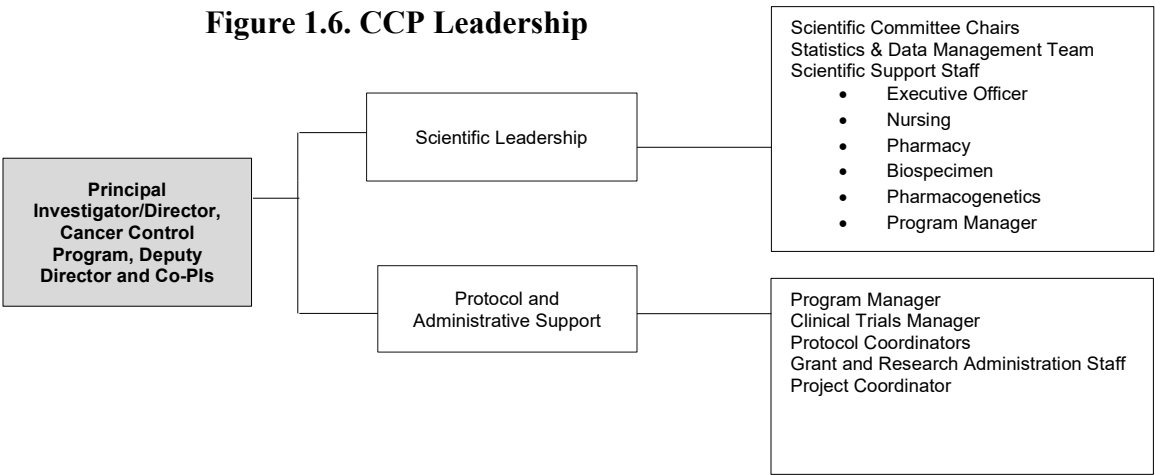 Figure 1.6. CCP Leadership
Principal
Investigator/Director,
Cancer Control
Program, Deputy
Director and Co-PIs
Scientific Leadership
Scientific Committee Chairs
Statistics & Data Management Team
Scientific Support Staff
• Executive Officer
• Nursing
• Pharmacy
• Biospecimen
• Pharmacogenetics
• Program Manager
Protocol and
Administrative Support
Program Manager
Clinical Trials Manager
Protocol Coordinators
Grant and Research Administration Staff
Project Coordinator